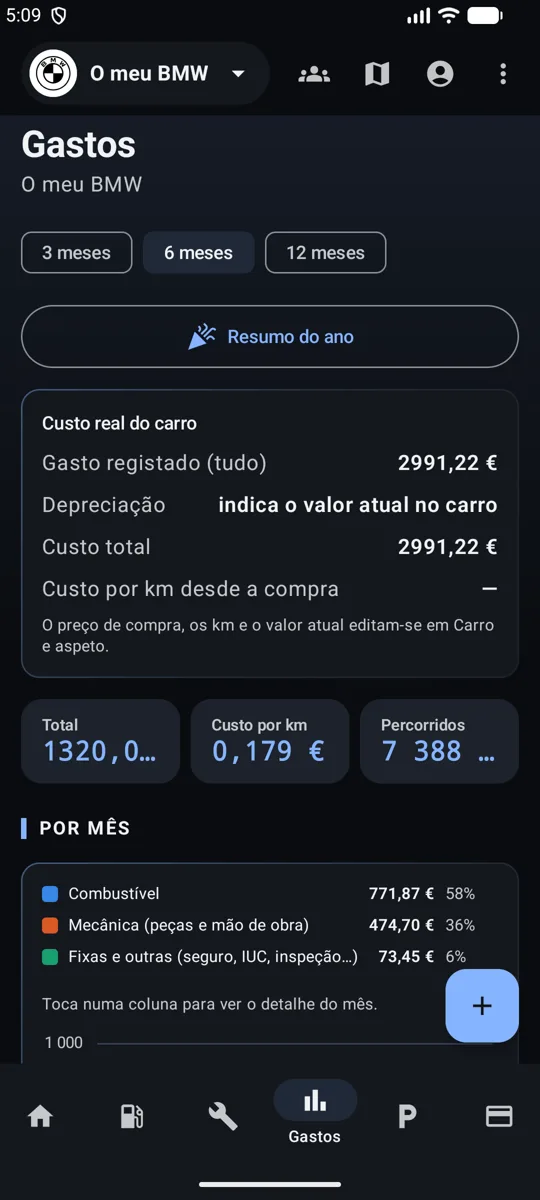 5:09
BMW
O meu BMW
Gastos
O meu BMW
3 meses
6 meses
12 meses
Resumo do ano
Custo real do carro
Gasto registado (tudo) 2991,22 €
Depreciação indica o valor atual no carro
Custo total 2991,22 €
Custo por km desde a compra —
O preço de compra, os km e o valor atual editam-se em Carro
e aspeto.
Total
1320,0…
Custo por km
0,179 €
Percorridos
7 388 …
POR MÊS
Combustível 771,87 € 58%
Mecânica (peças e mão de obra) 474,70 € 36%
Fixas e outras (seguro, IUC, inspeção…) 73,45 € 6%
Toca numa coluna para ver o detalhe do mês.
+
1 000
P
Gastos